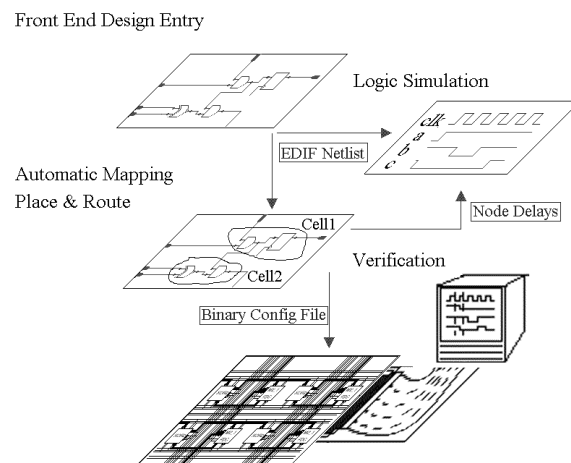 Front End Design Entry
Logic Simulation
clk
a
b
c
EDIF Netlist
Automatic Mapping
Place & Route
Node Delays
Cell1
Cell2
Verification
Binary Config File